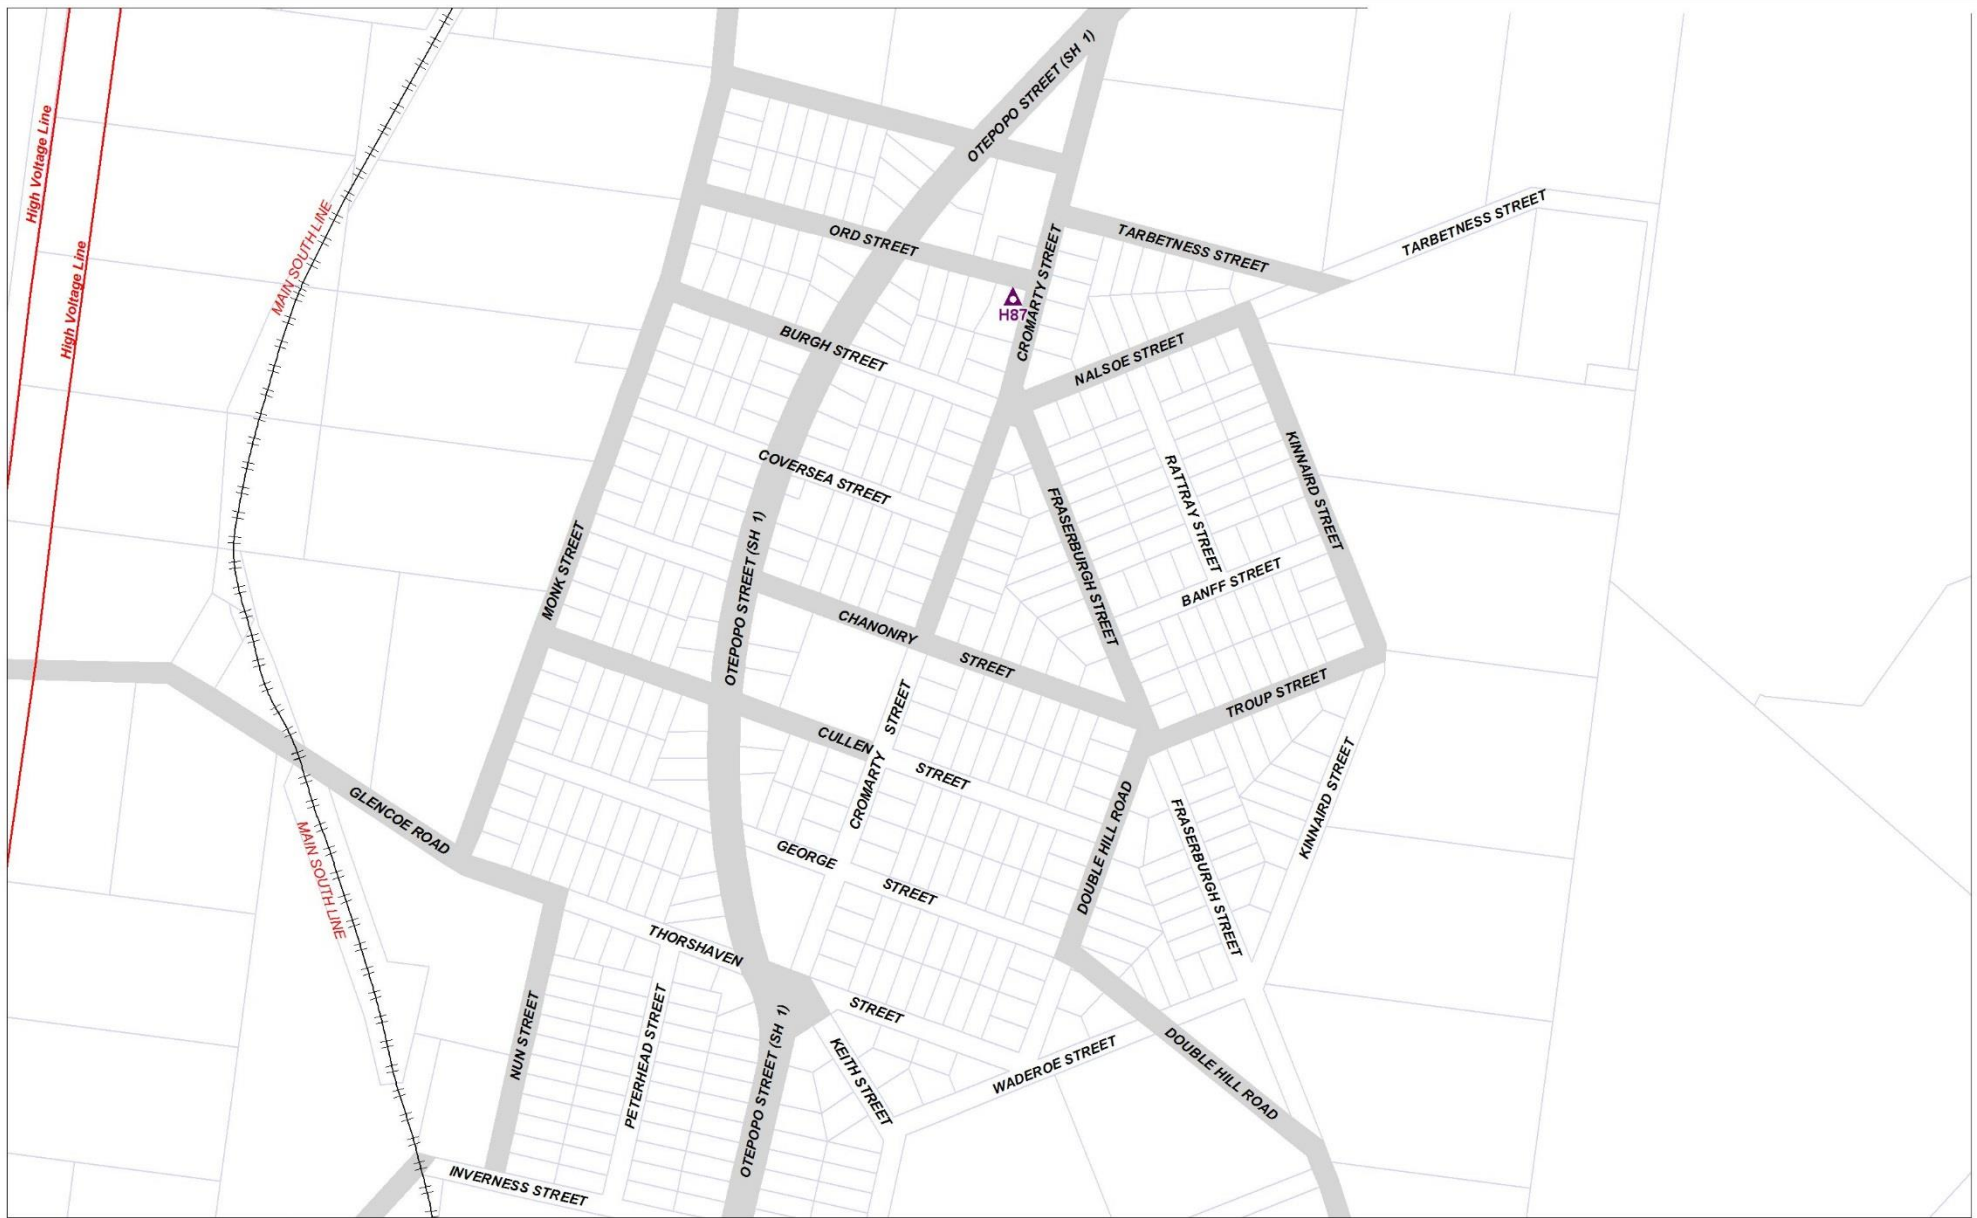 OTEPOPO STREET (SH 1)
High Voltage Line
High Voltage Line
MAIN SOUTH LINE
ORD STREET
CROMARTY STREET
TARBETNESS STREET
TARBETNESS STREET
H87
BURGH STREET
NALSOE STREET
COVERSEA STREET
RATTRAY STREET
KINNAIRD STREET
FRASERBURGH STREET
BANFF STREET
MONK STREET
OTEPOPO STREET (SH 1)
CHANONRY
STREET
TROUP STREET
CROMARTY STREET
CULLEN
STREET
GLENCOE ROAD
MAIN SOUTH LINE
GEORGE
STREET
DOUBLE HILL ROAD
FRASERBURGH STREET
KINNAIRD STREET
THORSHAVEN
STREET
NUN STREET
PETERHEAD STREET
OTEPOPO STREET (SH 1)
KEITH STREET
WADEROE STREET
DOUBLE HILL ROAD
INVERNESS STREET